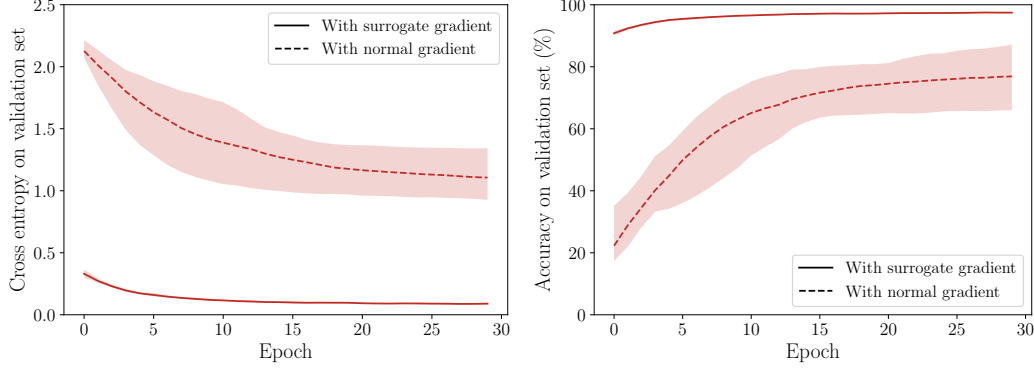 Cross entropy on validation set
2.5
2.0
1.5
1.0
0.5
0.0
With surrogate gradient
With normal gradient
0 5 10 15 20 25 30
Epoch
Accuracy on validation set (%)
100
80
60
40
20
0
With surrogate gradient
With normal gradient
0 5 10 15 20 25 30
Epoch